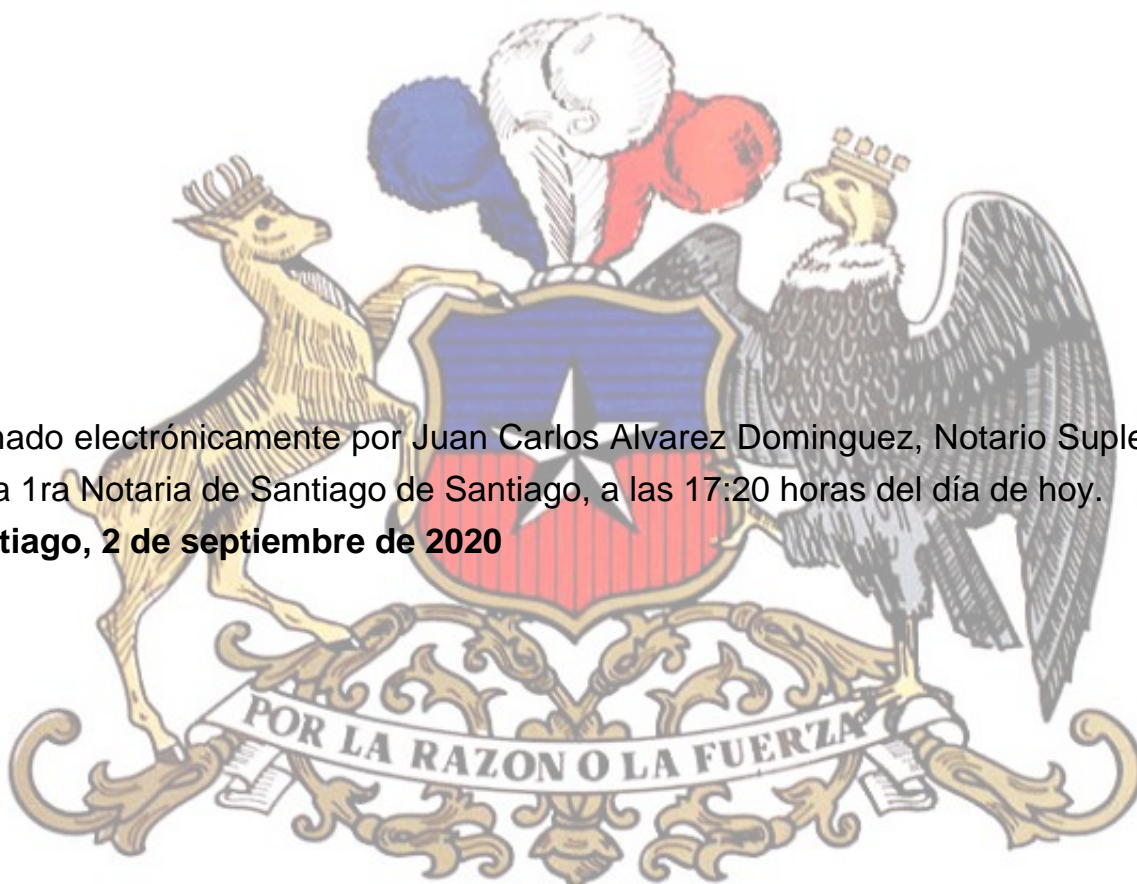 nado electrónicamente por Juan Carlos Alvarez Dominguez, Notario Suple
a 1ra Notaria de Santiago de Santiago, a las 17:20 horas del día de hoy.
tiago, 2 de septiembre de 2020
POR LA RAZON O LA FUERZA